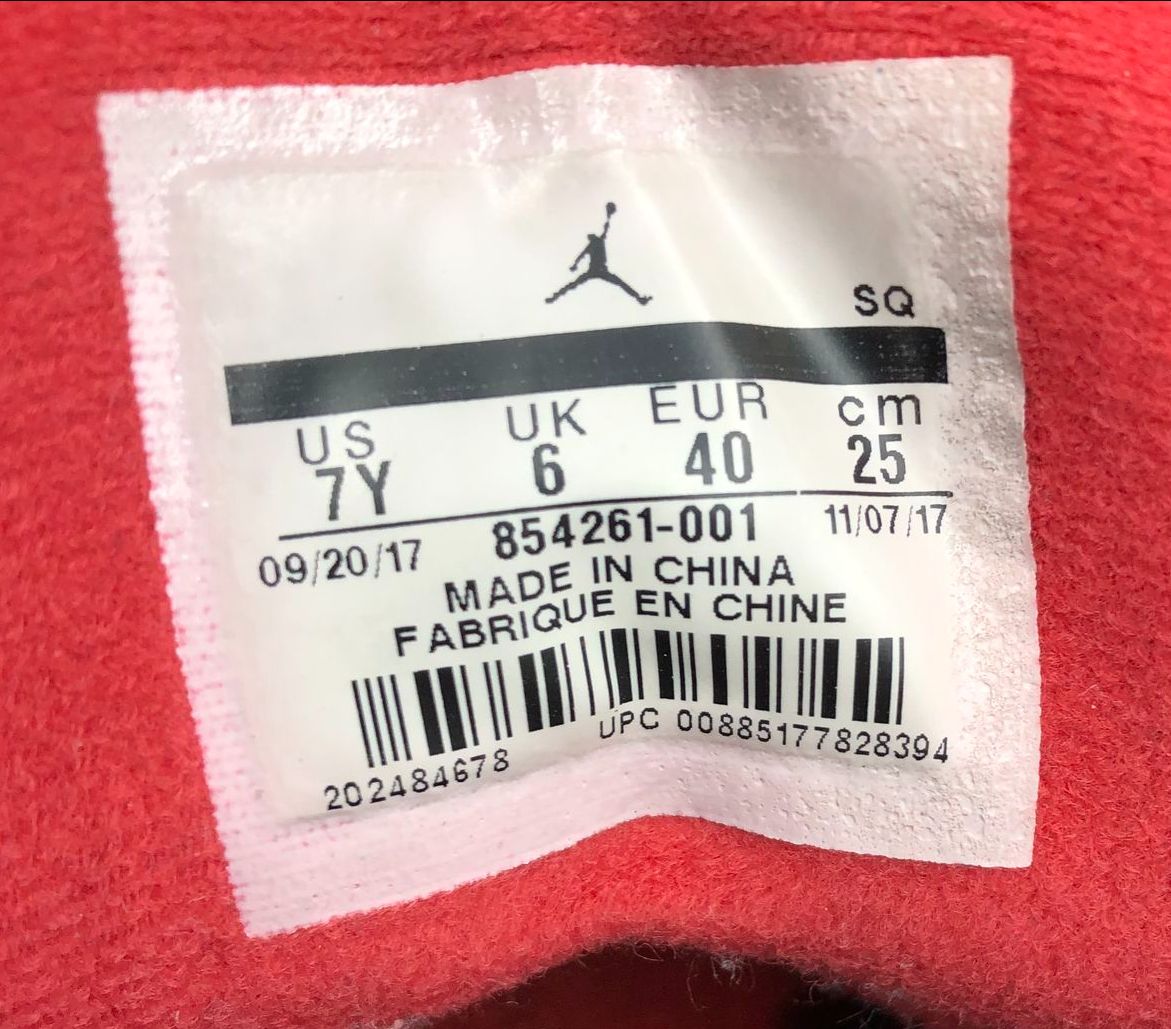 SQ
US UK EUR cm
7Y 6 40 25
09/20/17 854261-001 11/07/17
MADE IN CHINA
FABRIQUE EN CHINE
202484678 UPC 00885177828394